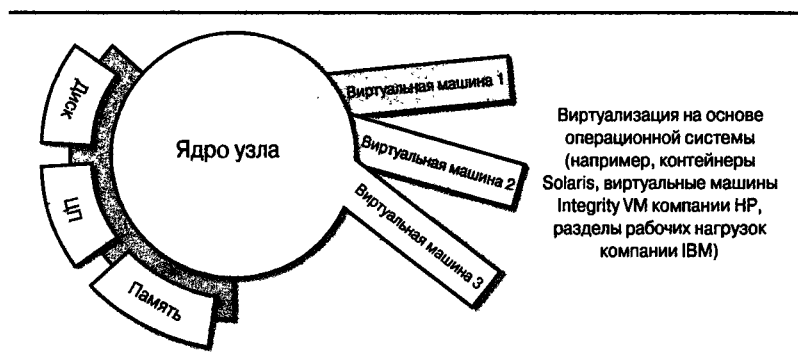 Диск
ЦП
Память
Ядро узла
Виртуальная машина 1
Виртуальная машина 2
Виртуальная машина 3
Виртуализация на основе
операционной системы
(например, контейнеры
Solaris, виртуальные машины
Integrity VM компании HP,
разделы рабочих нагрузок
компании IBM)